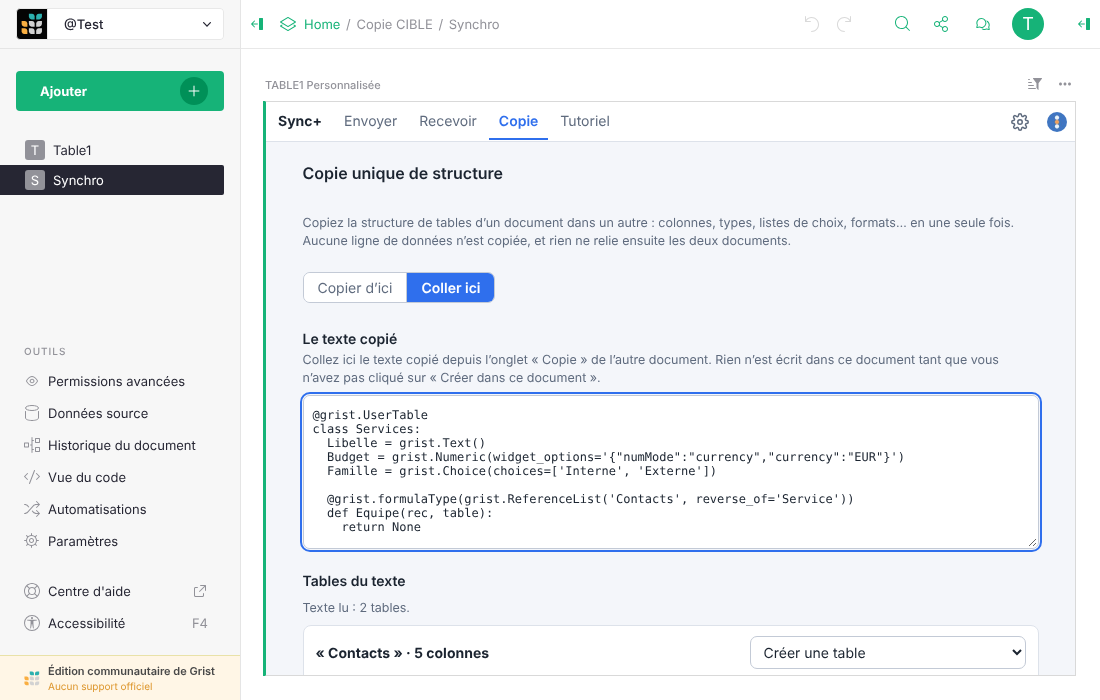 @Test
Home / Copie CIBLE / Synchro
T
Ajouter
T Table1
S Synchro
OUTILS
Permissions avancées
Données source
Historique du document
Vue du code
Automatisations
Paramètres
Centre d'aide
Accessibilité F4
Édition communautaire de Grist
Aucun support officiel
TABLE1 Personnalisée
Sync+ Envoyer Recevoir Copie Tutoriel
Copie unique de structure
Copiez la structure de tables d’un document dans un autre : colonnes, types, listes de choix, formats… en une seule fois.
Aucune ligne de données n’est copiée, et rien ne relie ensuite les deux documents.
Copier d’ici Coller ici
Le texte copié
Collez ici le texte copié depuis l’onglet « Copie » de l’autre document. Rien n’est écrit dans ce document tant que vous
n’avez pas cliqué sur « Créer dans ce document ».
@grist.UserTable
class Services:
  Libelle = grist.Text()
  Budget = grist.Numeric(widget_options='{"numMode":"currency","currency":"EUR"}')
  Famille = grist.Choice(choices=['Interne', 'Externe'])
  @grist.formulaType(grist.ReferenceList('Contacts', reverse_of='Service'))
  def Equipe(rec, table):
    return None
Tables du texte
Texte lu : 2 tables.
« Contacts » · 5 colonnes
Créer une table